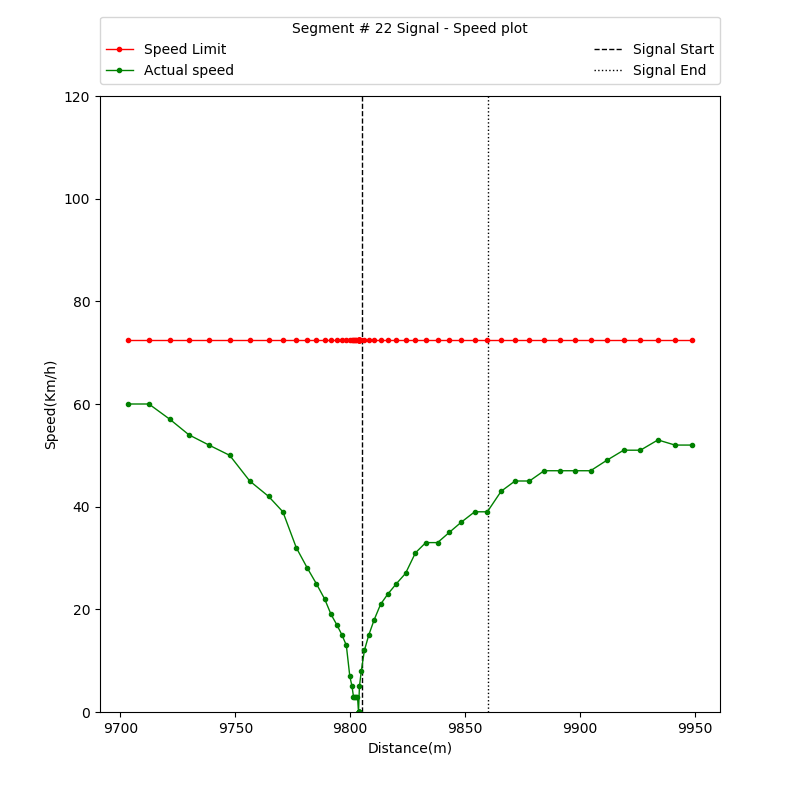 Segment # 22 Signal - Speed plot
Speed Limit
Actual speed
Signal Start
Signal End
120
100
80
60
40
20
0
Speed(Km/h)
9700 9750 9800 9850 9900 9950
Distance(m)